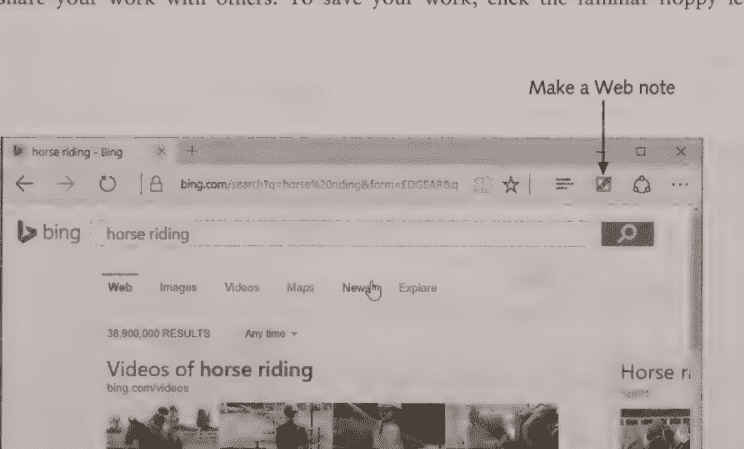 share your work with others. To save your work, click the familiar floppy
Make a Web note
horse riding - Bing
bing.com/search?q=horse%20riding&form=EDGEAR&q
bing horse riding
Web Images Videos Maps News Explore
38,900,000 RESULTS Any time
Videos of horse riding Horse
bing.com/videos